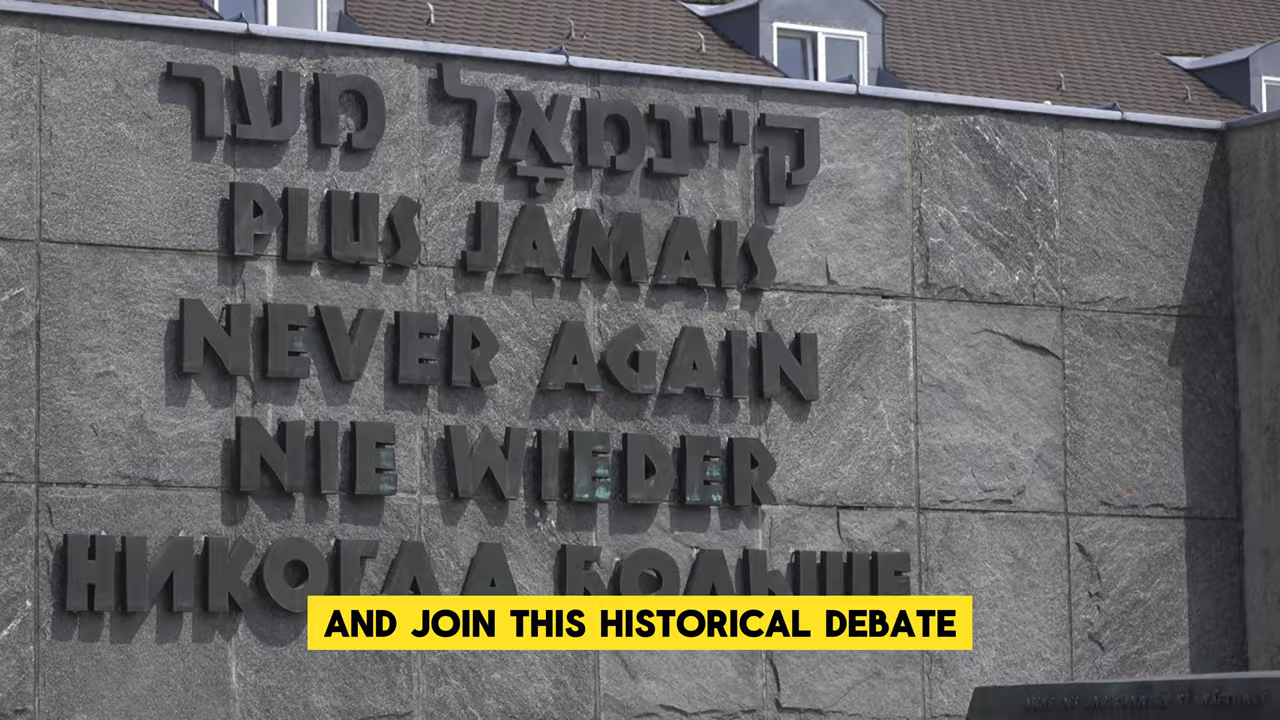 קיינמאָל מער
PLUS JAMAIS
NEVER AGAIN
NIE WIEDER
НИКОГДА БОЛЬШЕ
AND JOIN THIS HISTORICAL DEBATE